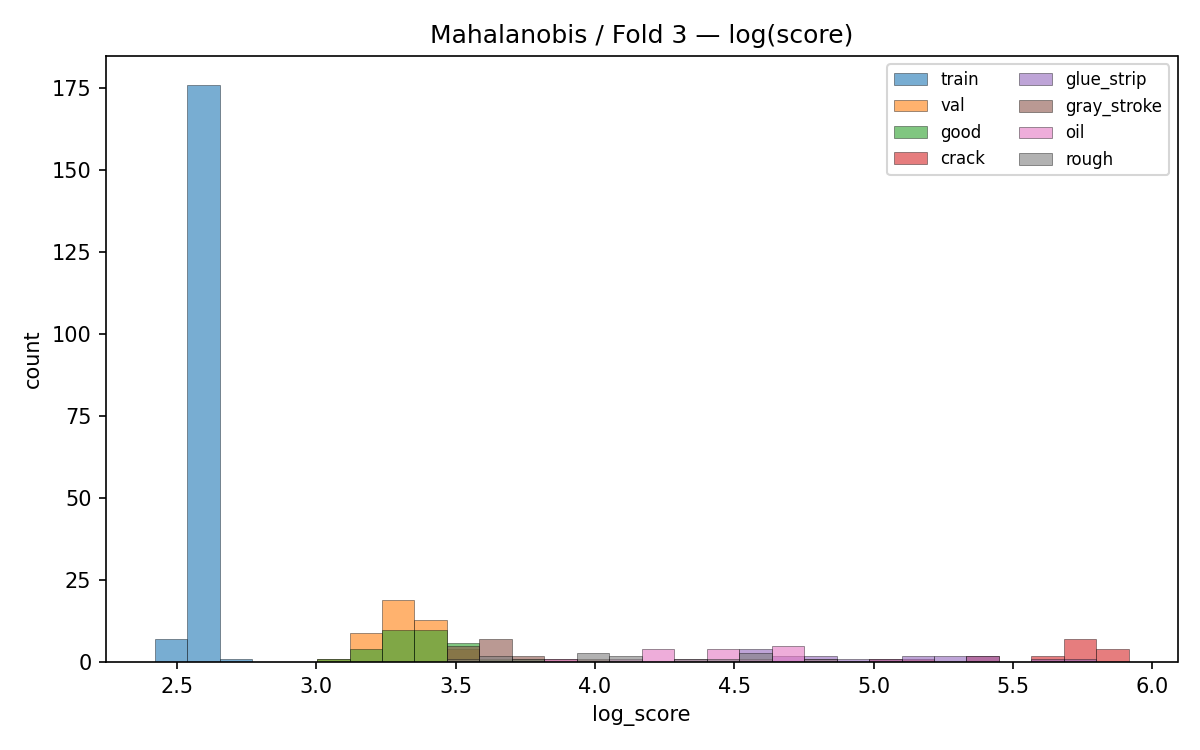 Mahalanobis / Fold 3 — log(score)
train
val
good
crack
glue_strip
gray_stroke
oil
rough
count
175
150
125
100
75
50
25
0
2.5 3.0 3.5 4.0 4.5 5.0 5.5 6.0
log_score